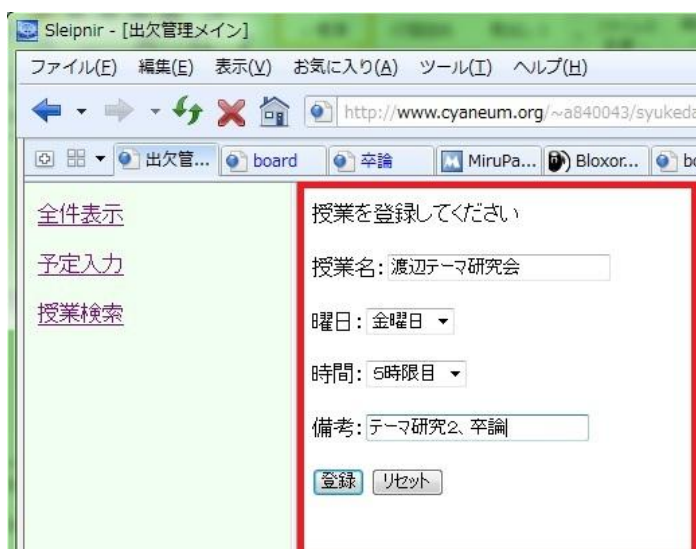 Sleipnir - [出欠管理メイン]
ファイル(F) 編集(E) 表示(V) お気に入り(A) ツール(T) ヘルプ(H)
http://www.cyaneum.org/~a840043/syukeda
出欠管... board 卒論 MiruPa... Bloxor... bo
全件表示
予定入力
授業検索
授業を登録してください
授業名: 渡辺テーマ研究会
曜日: 金曜日
時間: 5時限目
備考: テーマ研究2、卒論
登録 リセット